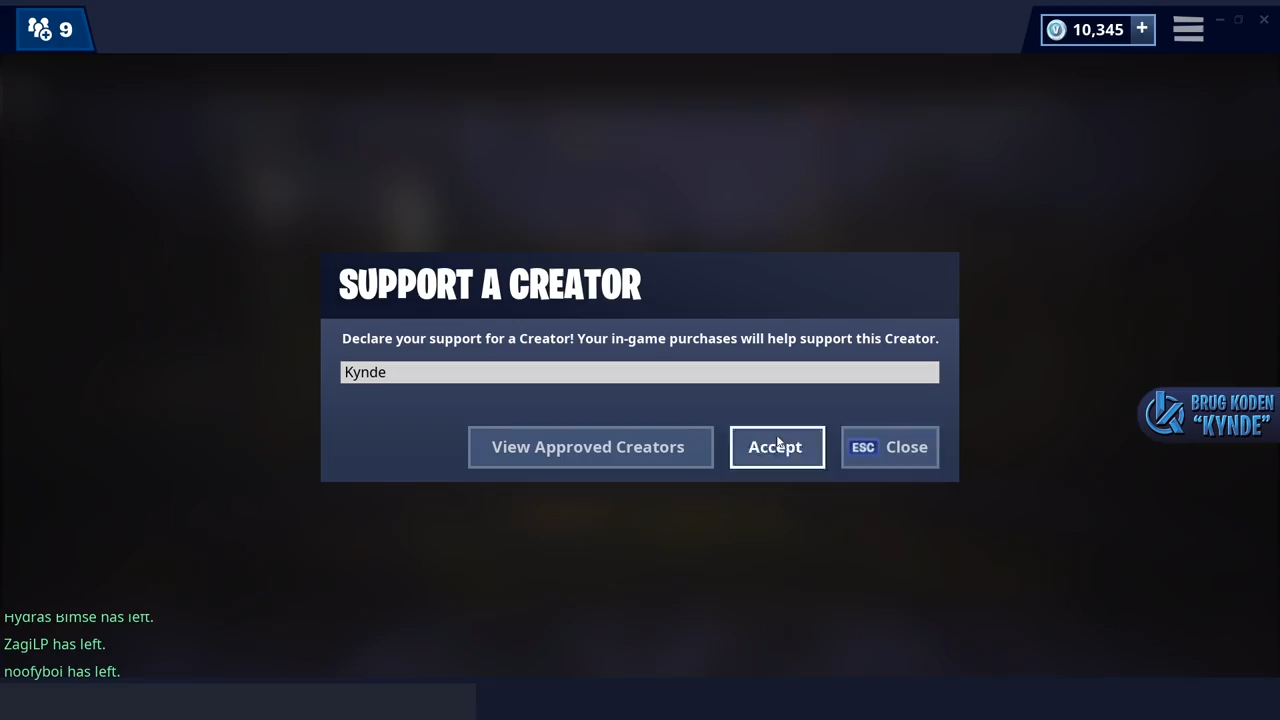 9
10,345 +
SUPPORT A CREATOR
Declare your support for a Creator! Your in-game purchases will help support this Creator.
Kynde
View Approved Creators
Accept
ESC Close
BRUG KODEN
“KYNDE”
Hydras Bimse has left.
ZagiLP has left.
noofyboi has left.